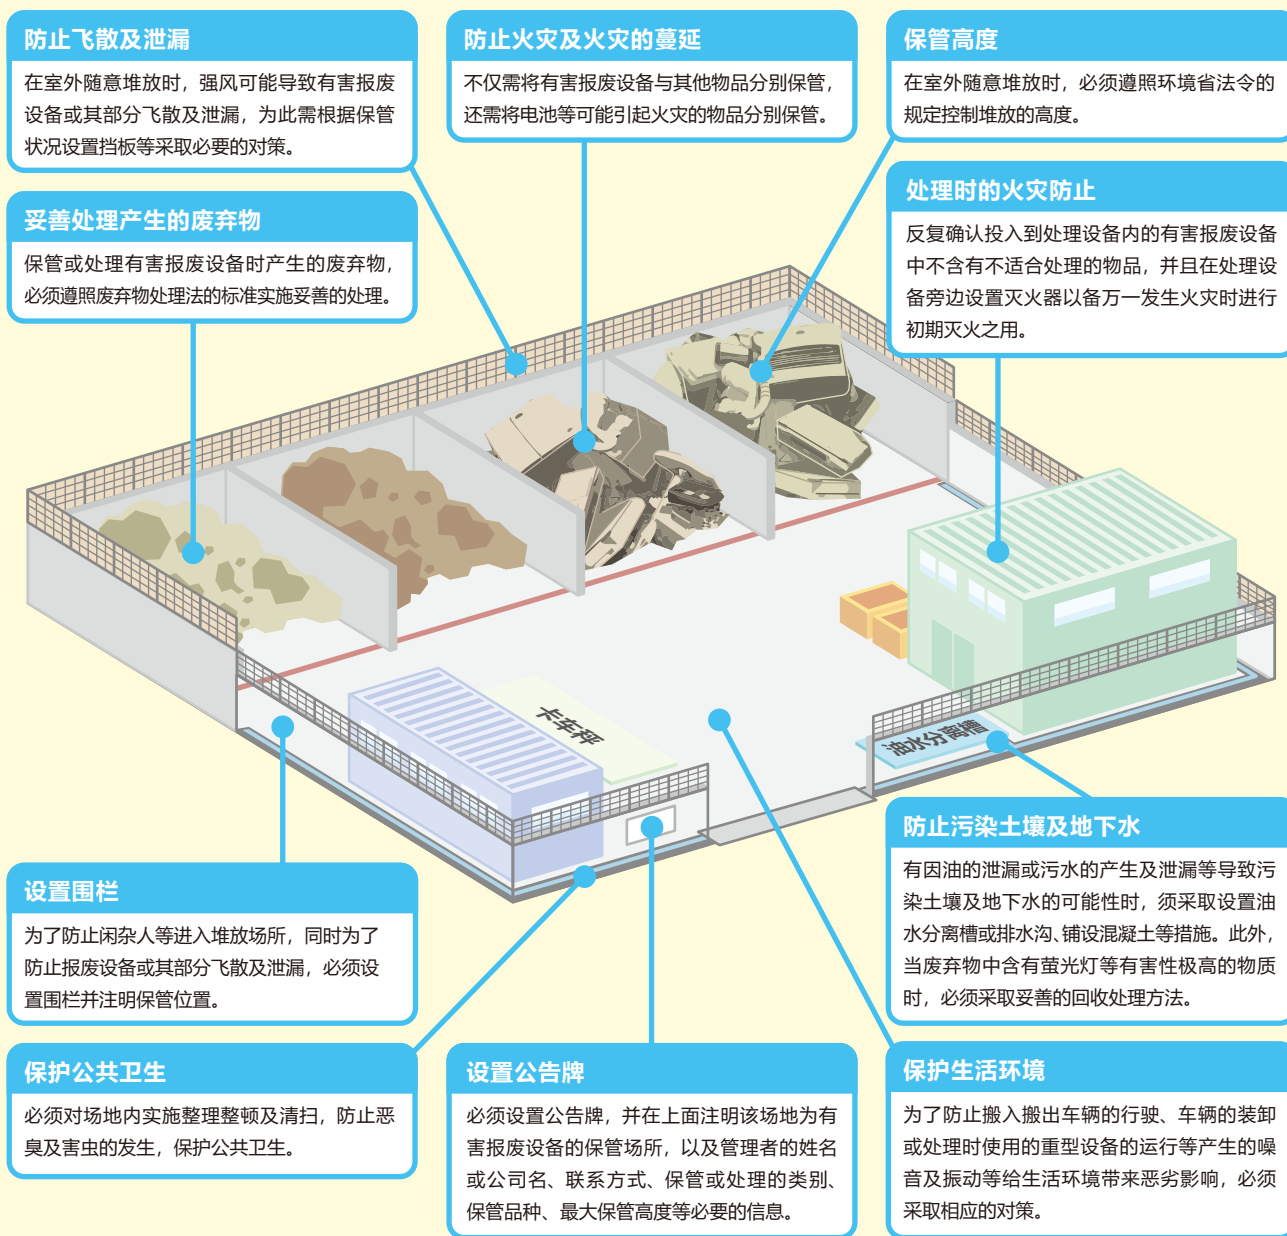 防止飞散及泄漏
在室外随意堆放时，强风可能导致有害报废
设备或其部分飞散及泄漏，为此需根据保管
状况设置挡板等采取必要的对策。
防止火灾及火灾的蔓延
不仅需将有害报废设备与其他物品分别保管，
还需将电池等可能引起火灾的物品分别保管。
保管高度
在室外随意堆放时，必须遵照环境省法令的
规定控制堆放的高度。
妥善处理产生的废弃物
保管或处理有害报废设备时产生的废弃物，
必须遵照废弃物处理法的标准实施妥善的处理。
处理时的火灾防止
反复确认投入到处理设备内的有害报废设备
中不含有不适合处理的物品，并且在处理设
备旁边设置灭火器以备万一发生火灾时进行
初期灭火之用。
卡车秤
油水分离槽
设置围栏
为了防止闲杂人等进入堆放场所，同时为了
防止报废设备或其部分飞散及泄漏，必须设
置围栏并注明保管位置。
防止污染土壤及地下水
有因油的泄漏或污水的产生及泄漏等导致污
染土壤及地下水的可能性时，须采取设置油
水分离槽或排水沟、铺设混凝土等措施。此外，
当废弃物中含有萤光灯等有害性极高的物质
时，必须采取妥善的回收处理方法。
保护公共卫生
必须对场地内实施整理整顿及清扫，防止恶
臭及害虫的发生，保护公共卫生。
设置公告牌
必须设置公告牌，并在上面注明该场地为有
害报废设备的保管场所，以及管理者的姓名
或公司名、联系方式、保管或处理的类别、
保管品种、最大保管高度等必要的信息。
保护生活环境
为了防止搬入搬出车辆的行驶、车辆的装卸
或处理时使用的重型设备的运行等产生的噪
音及振动等给生活环境带来恶劣影响，必须
采取相应的对策。